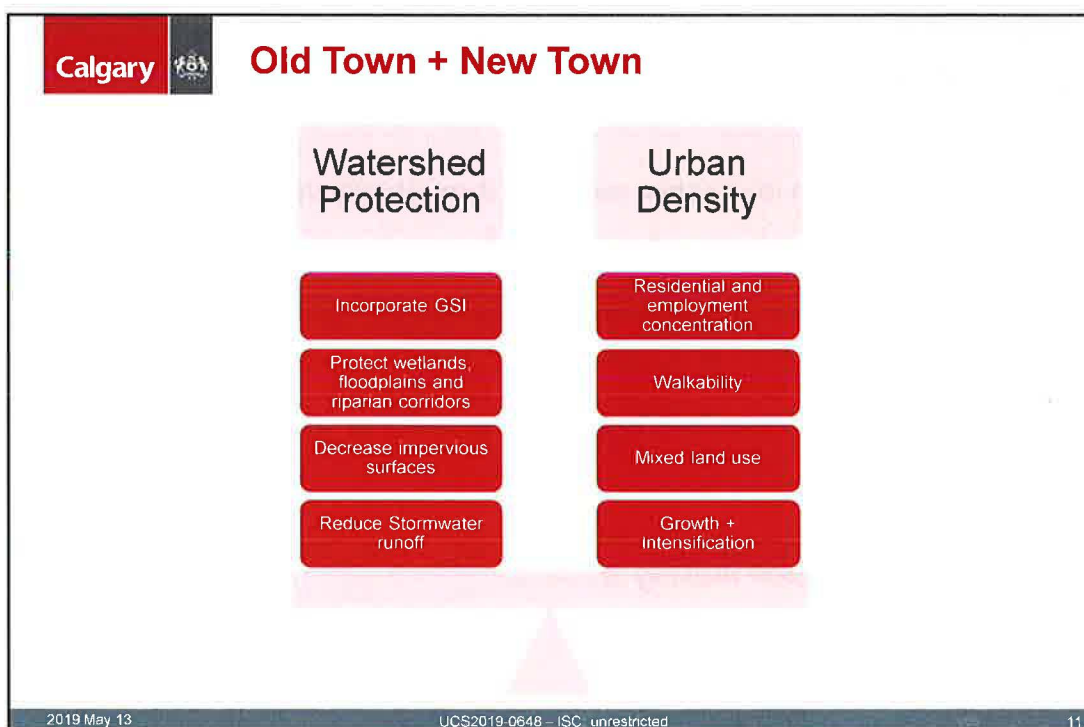 Calgary
Old Town + New Town
Watershed
Protection
Urban
Density
Incorporate GSI
Protect wetlands,
floodplains and
riparian corridors
Decrease impervious
surfaces
Reduce Stormwater
runoff
Residential and
employment
concentration
Walkability
Mixed land use
Growth +
Intensification
2019 May 13
UCS2019-0648 – ISC: unrestricted
11